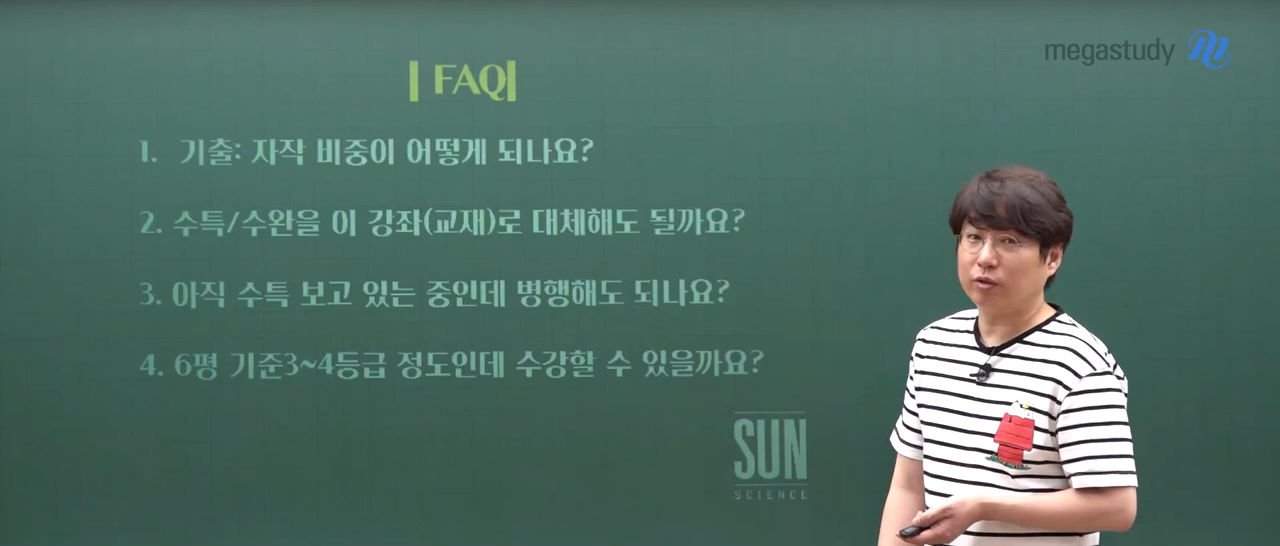 megastudy
FAQ
1. 기출: 자작 비중이 어떻게 되나요?
2. 수특/수완을 이 강좌(교재)로 대체해도 될까요?
3. 아직 수특 보고 있는 중인데 병행해도 되나요?
4. 6평 기준3~4등급 정도인데 수강할 수 있을까요?
SUN
SCIENCE